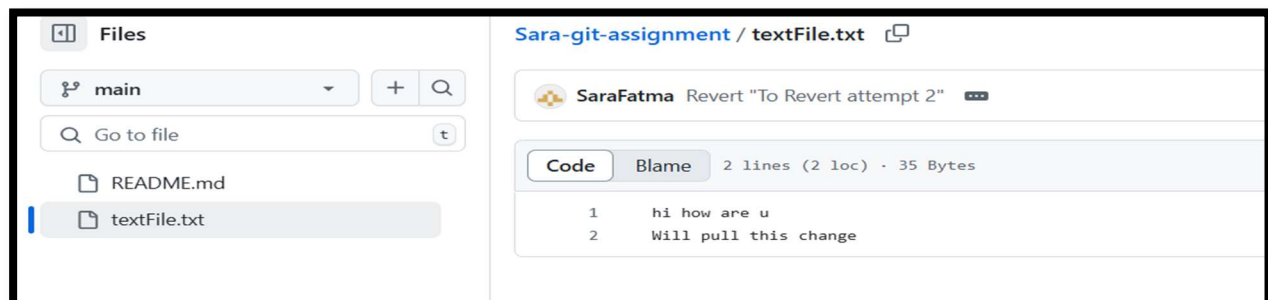 Files
main
Go to file
t
README.md
textFile.txt
Sara-git-assignment / textFile.txt
SaraFatma Revert "To Revert attempt 2"
Code Blame 2 lines (2 loc) · 35 Bytes
1 hi how are u
2 Will pull this change